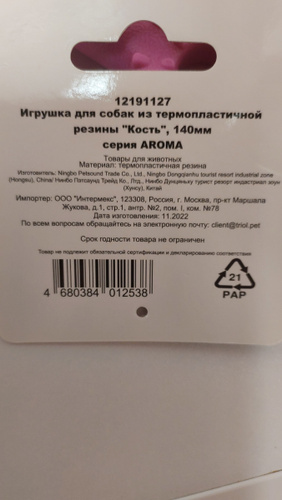 12191127
Игрушка для собак из термопластичной
резины "Кость", 140мм
серия AROMA
Товары для животных
Материал: термопластичная резина
Изготовитель: Ningbo Petsound Trade Co., Ltd., Ningbo Dongqianhu tourist resort industrial zone
(Hongsu), China/ Нинбо Петсаунд Трейд Ко., Лтд., Нинбо Дунцяньху турист резорт индастриал зоун
(Хунсу), Китай
Импортер: ООО "Интермекс", 123308, Россия, г. Москва, пр-кт Маршала
Жукова, д.1, стр.1, антр. №2, пом. I, ком. №78
Дата изготовления: 11.2022
По всем вопросам обращайтесь на электронную почту: client@triol.pet
Срок годности товара не ограничен
Товар не подлежит обязательной сертификации и декларированию соответствия
4 680384 012538
21
PAP